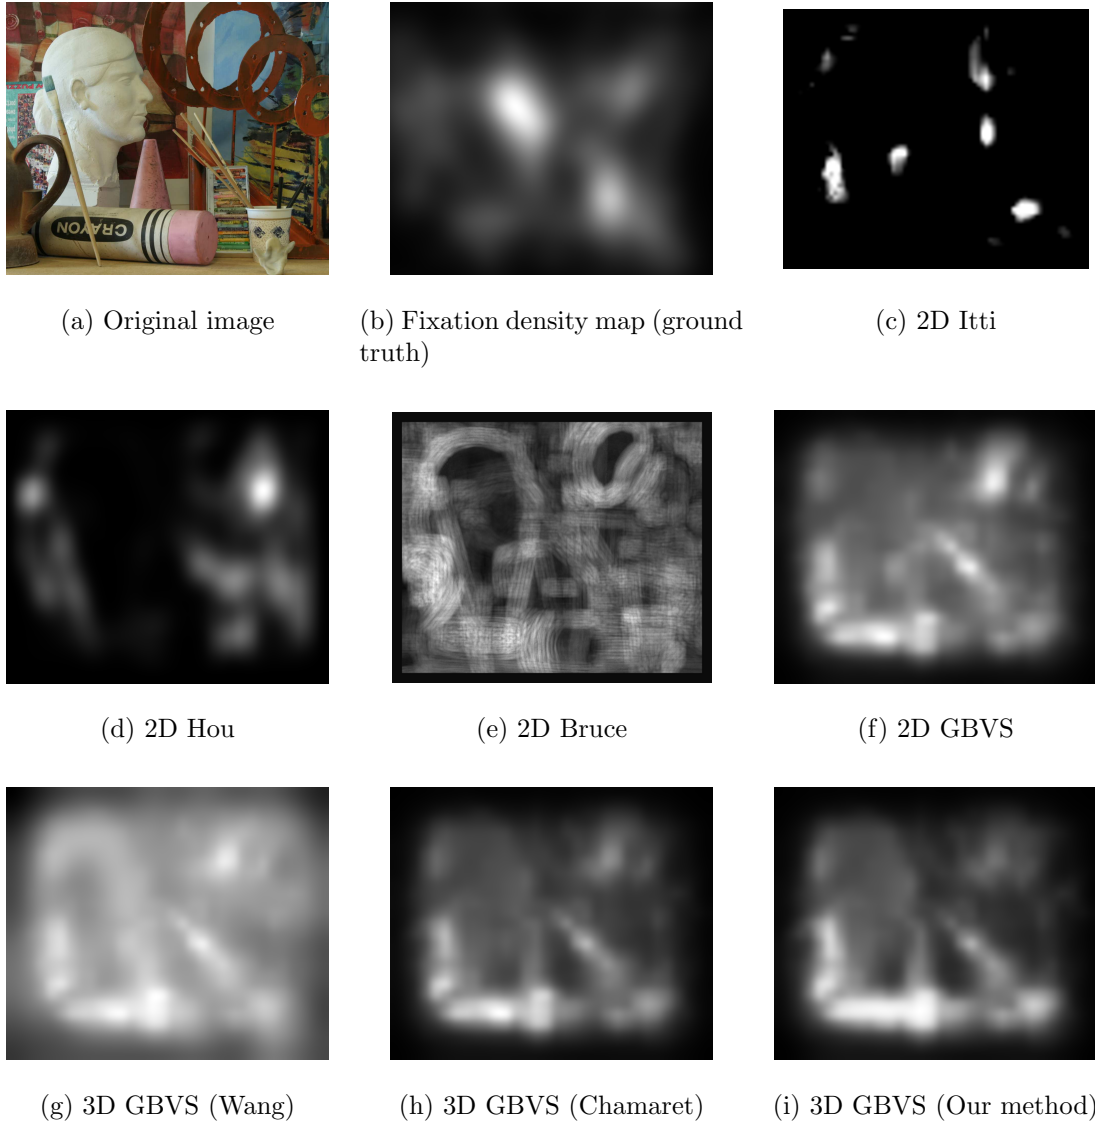 CRAYON
(a) Original image
(b) Fixation density map (ground
truth)
(c) 2D Itti
(d) 2D Hou
(e) 2D Bruce
(f) 2D GBVS
(g) 3D GBVS (Wang)
(h) 3D GBVS (Chamaret)
(i) 3D GBVS (Our method)